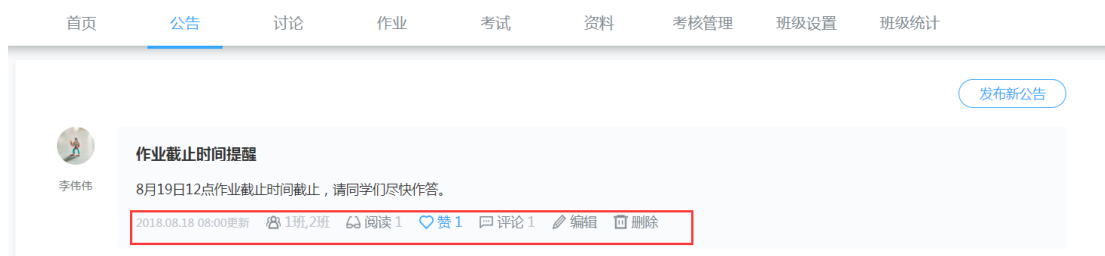 首页 公告 讨论 作业 考试 资料 考核管理 班级设置 班级统计
发布新公告
作业截止时间提醒
李伟伟
8月19日12点作业截止时间截止，请同学们尽快作答。
2018.08.18 08:00更新 1班,2班 阅读 1 赞 1 评论 1 编辑 删除